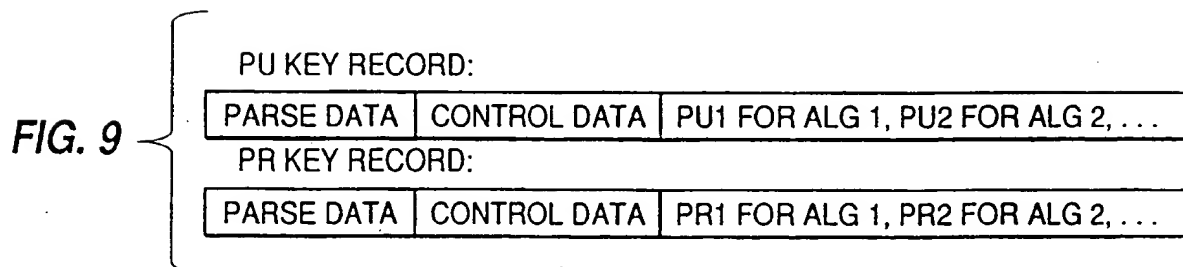 FIG. 9
PU KEY RECORD:
PARSE DATA CONTROL DATA PU1 FOR ALG 1, PU2 FOR ALG 2, . . .
PR KEY RECORD:
PARSE DATA CONTROL DATA PR1 FOR ALG 1, PR2 FOR ALG 2, . . .